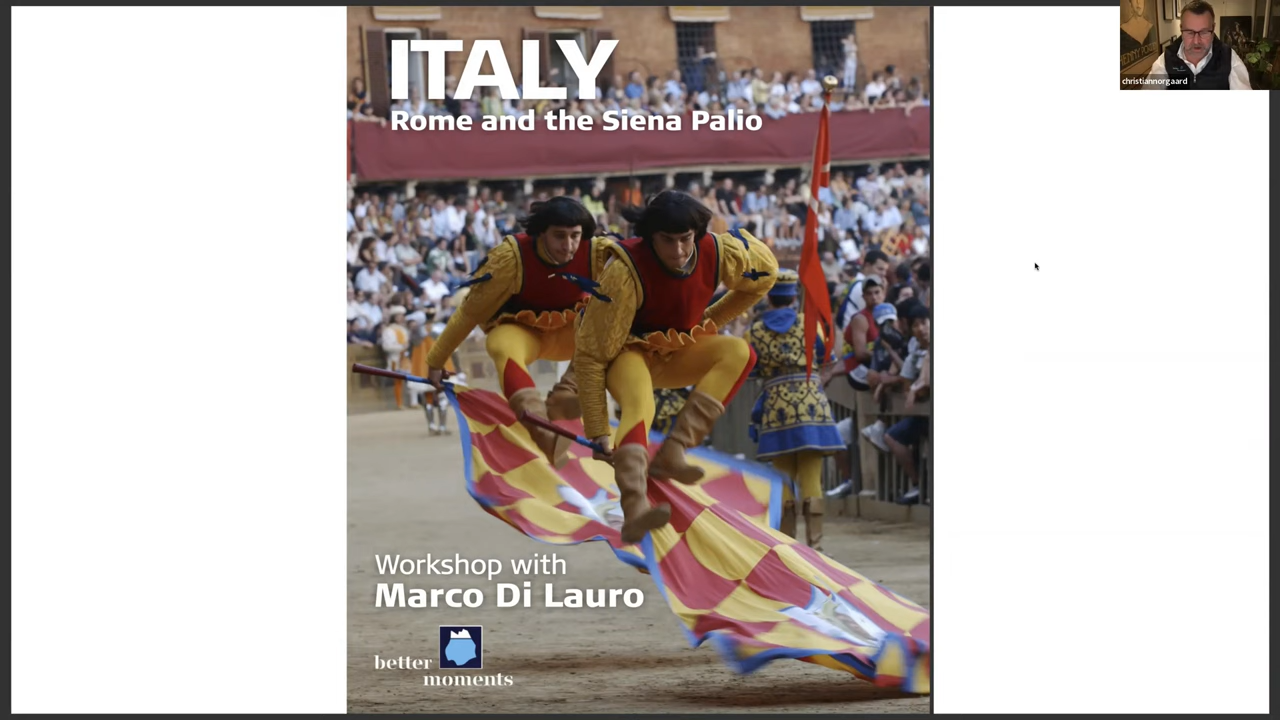 ITALY
Rome and the Siena Palio
Workshop with
Marco Di Lauro
better
moments
christiannorgaard